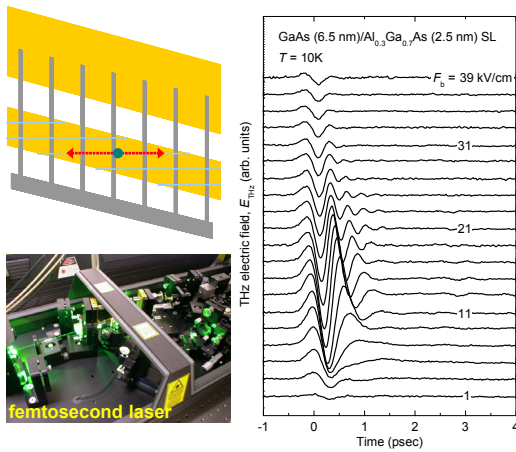 GaAs (6.5 nm)/Al0.3Ga0.7As (2.5 nm) SL
T = 10K
Fb = 39 kV/cm
31
21
11
1
THz electric field, ETHz (arb. units)
-1 0 1 2 3 4
Time (psec)
femtosecond laser